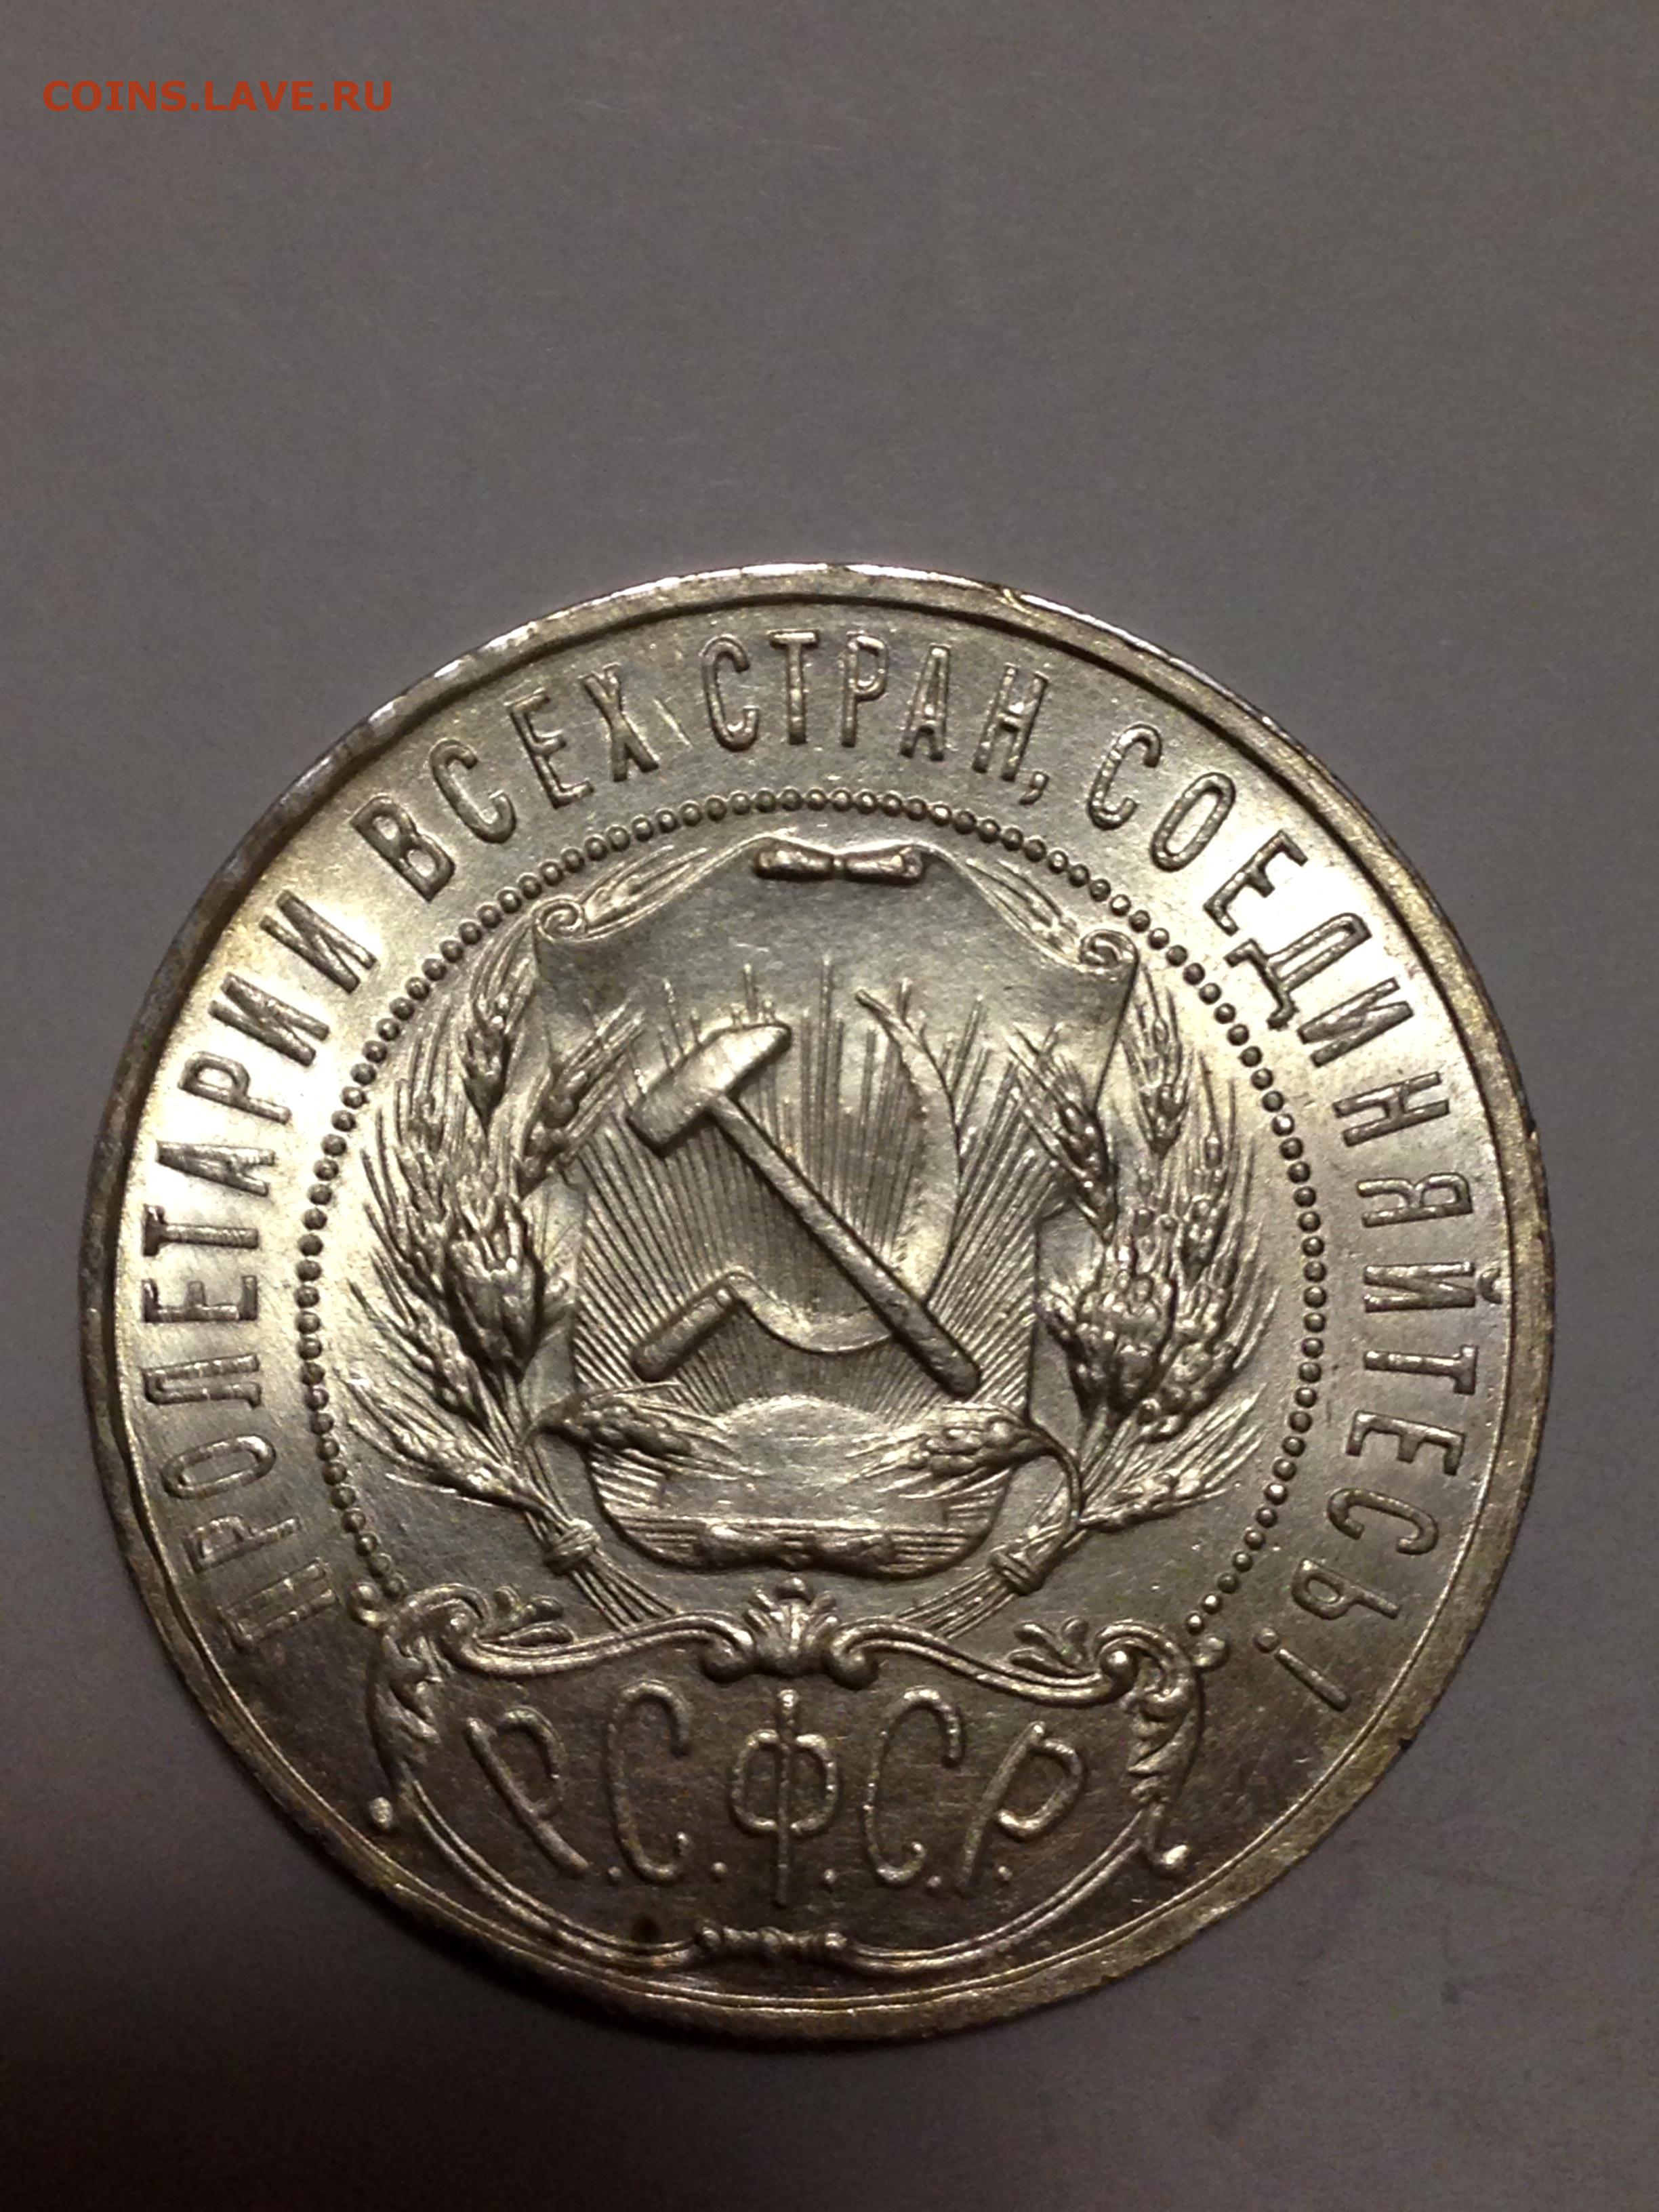 COINS.LAVE.RU
ПРОЛЕТАРИИ ВСЕХ СТРАН, СОЕДИНЯЙТЕСЬ!
Р.С.Ф.С.Р.